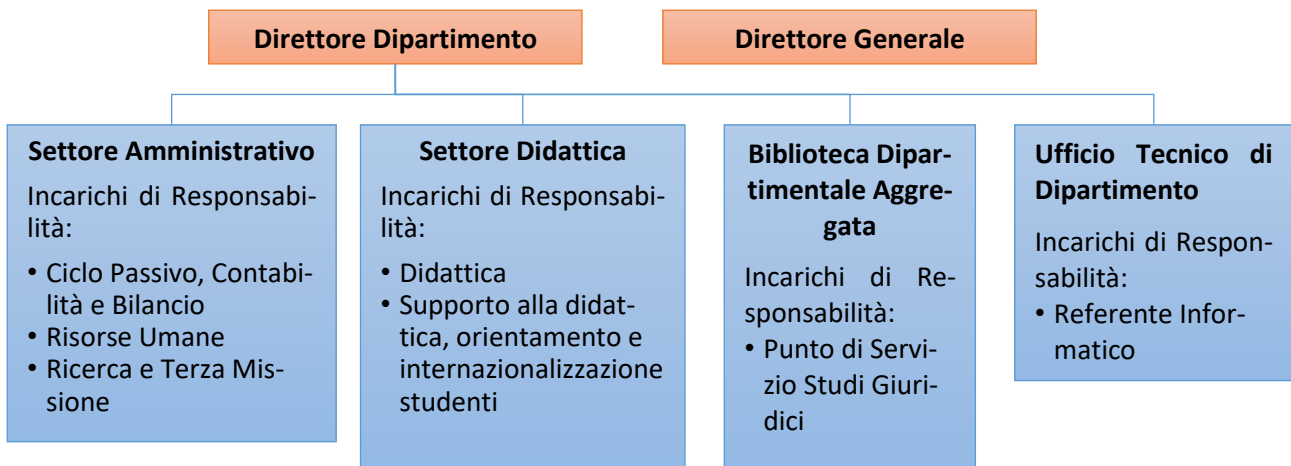 Direttore Dipartimento
Direttore Generale
Settore Amministrativo
Incarichi di Responsabi-
lità:
• Ciclo Passivo, Contabi-
lità e Bilancio
• Risorse Umane
• Ricerca e Terza Mis-
sione
Settore Didattica
Incarichi di Responsabi-
lità:
• Didattica
• Supporto alla didat-
tica, orientamento e
internazionalizzazione
studenti
Biblioteca Dipar-
timentale Aggre-
gata
Incarichi di Re-
sponsabilità:
• Punto di Servi-
zio Studi Giuri-
dici
Ufficio Tecnico di
Dipartimento
Incarichi di Respon-
sabilità:
• Referente Infor-
matico